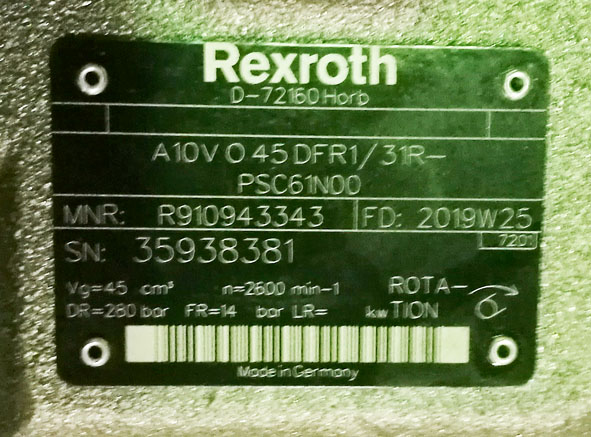 Rexroth
D-72160 Horb
A10V O 45 DFR1/31R-
PSC61N00
MNR: R910943343 FD: 2019W25
SN: 35938381 7201
Vg=45 cm³ n=2600 min-1 ROTA-
DR=280 bar FR=14 bar LR= kw TION
Made in Germany